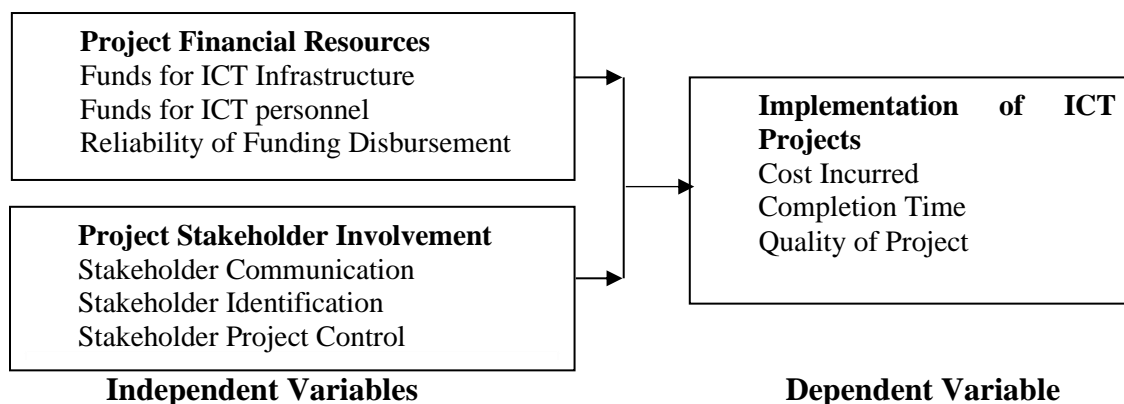 Project Financial Resources
Funds for ICT Infrastructure
Funds for ICT personnel
Reliability of Funding Disbursement
Project Stakeholder Involvement
Stakeholder Communication
Stakeholder Identification
Stakeholder Project Control
Independent Variables
Implementation of ICT
Projects
Cost Incurred
Completion Time
Quality of Project
Dependent Variable